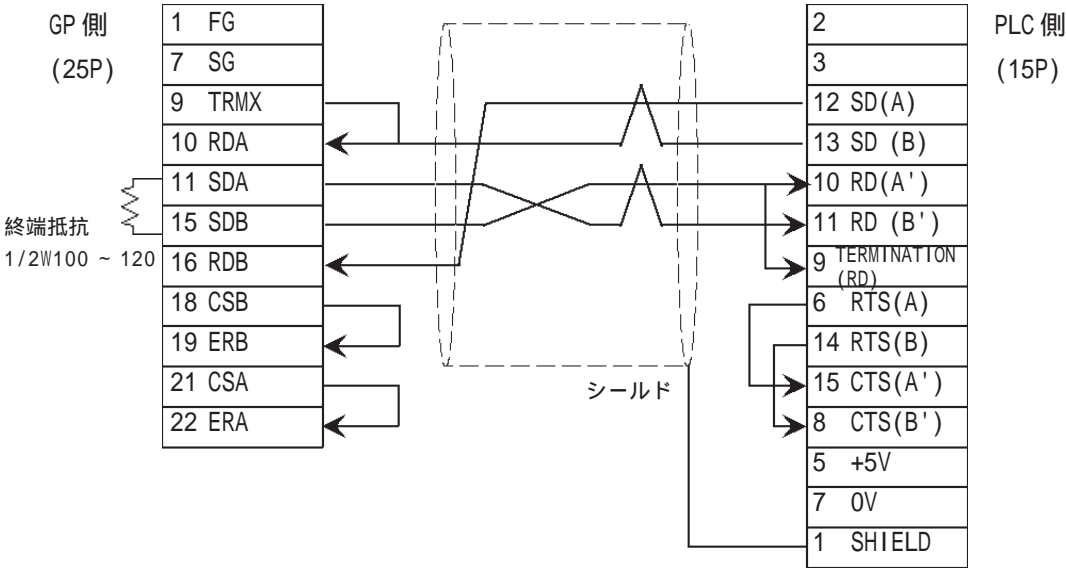 GP 側
(25P)
1 FG
7 SG
9 TRMX
10 RDA
11 SDA
15 SDB
16 RDB
18 CSB
19 ERB
21 CSA
22 ERA
終端抵抗
1/2W100 ~ 120
シールド
PLC 側
(15P)
2
3
12 SD(A)
13 SD (B)
10 RD(A')
11 RD (B')
9 TERMINATION
(RD)
6 RTS(A)
14 RTS(B)
15 CTS(A')
8 CTS(B')
5 +5V
7 0V
1 SHIELD